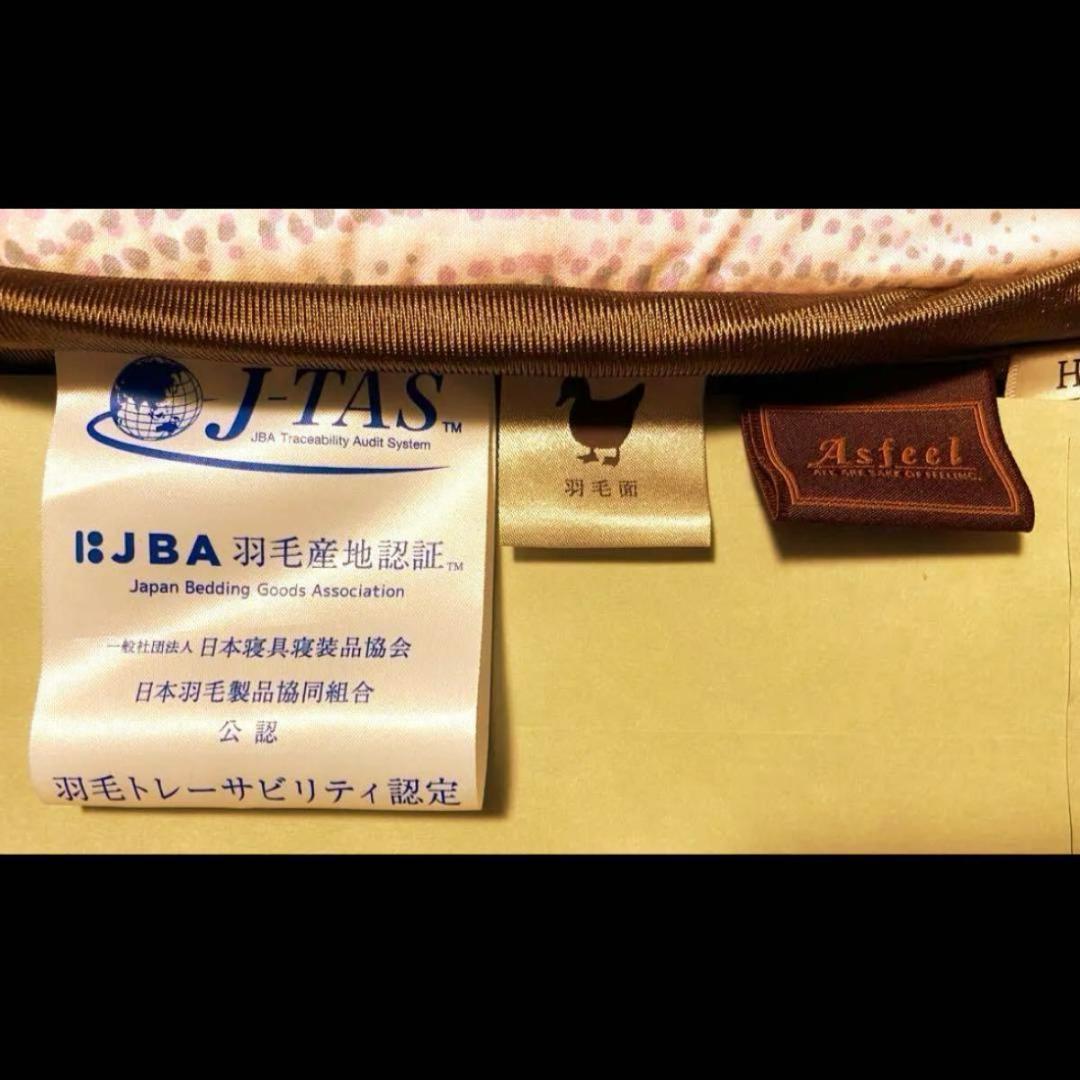 J-TAS™
JBA Traceability Audit System
JBA 羽毛産地認証™
Japan Bedding Goods Association
一般社団法人 日本寝具寝装品協会
日本羽毛製品協同組合
公認
羽毛トレーサビリティ認定
羽毛面
Asfeel
OF FEELING.
H